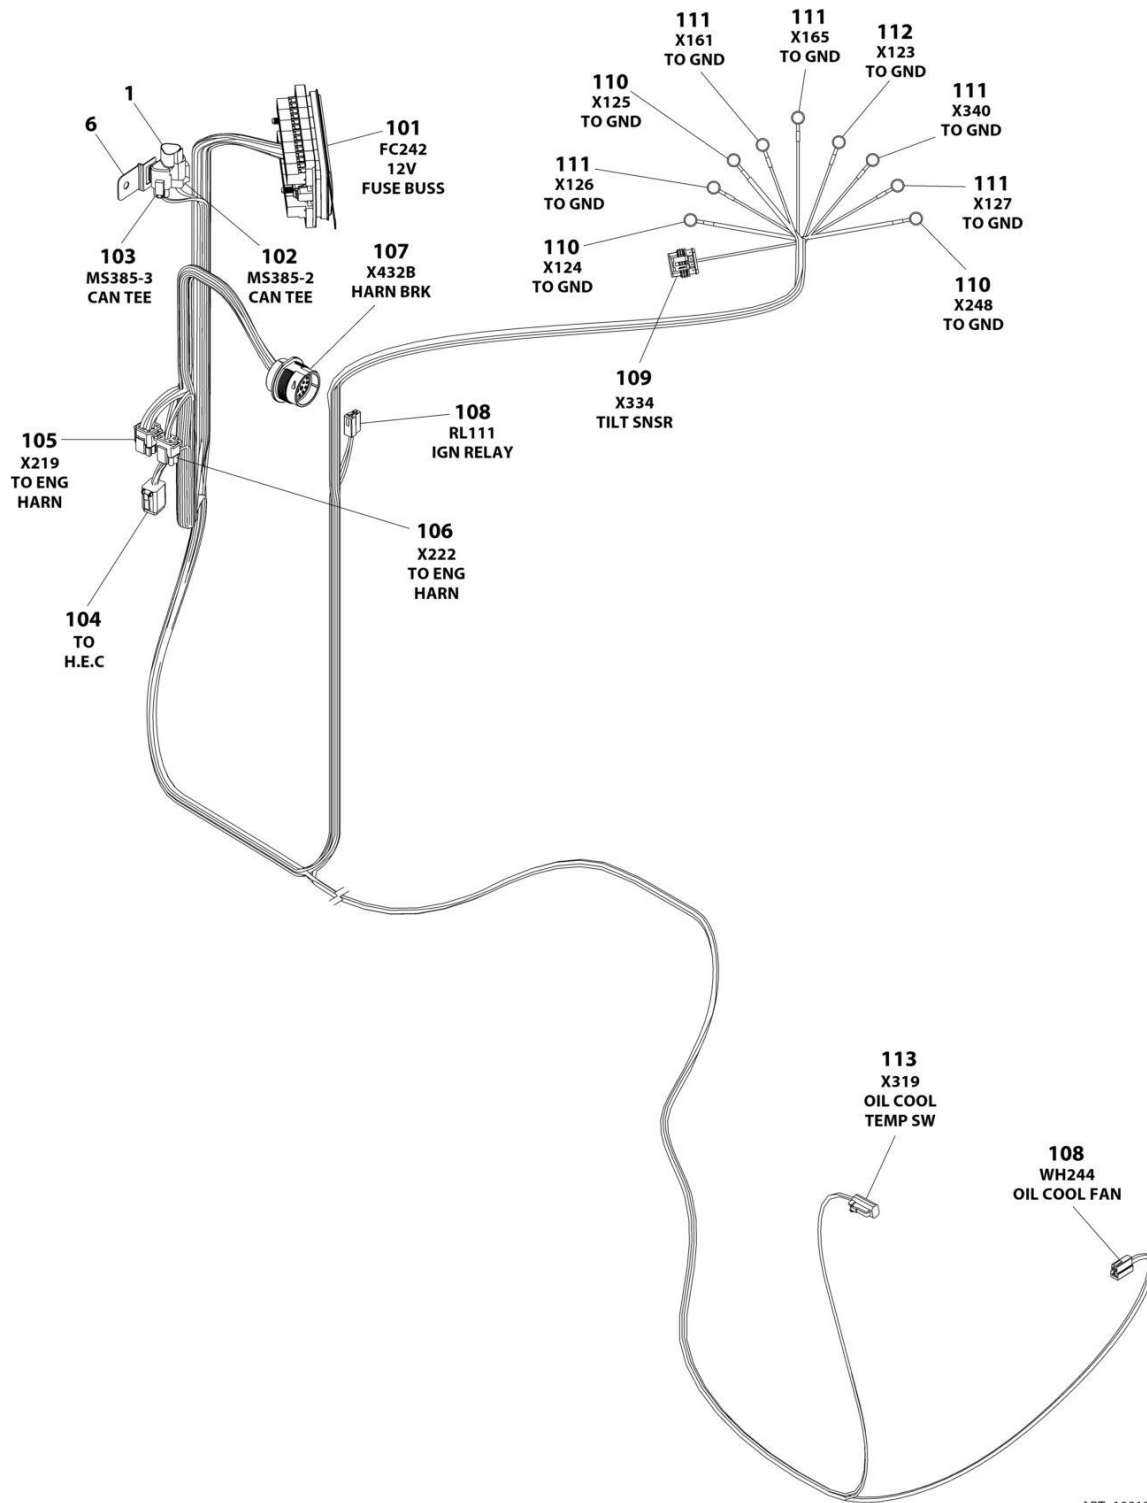 111
X161
TO GND
111
X165
TO GND
112
X123
TO GND
110
X125
TO GND
111
X340
TO GND
1
6
101
FC242
12V
FUSE BUSS
111
X126
TO GND
111
X127
TO GND
103
MS385-3
CAN TEE
102
MS385-2
CAN TEE
107
X432B
HARN BRK
110
X124
TO GND
110
X248
TO GND
109
X334
TILT SNSR
105
X219
TO ENG
HARN
108
RL111
IGN RELAY
106
X222
TO ENG
HARN
104
TO
H.E.C
113
X319
OIL COOL
TEMP SW
108
WH244
OIL COOL FAN